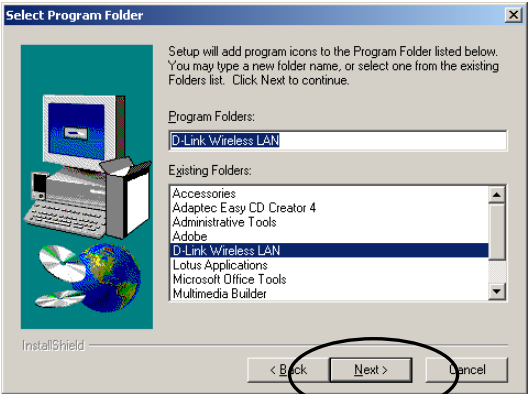 Select Program Folder
Setup will add program icons to the Program Folder listed below.
You may type a new folder name, or select one from the existing
Folders list. Click Next to continue.
Program Folders:
D-Link Wireless LAN
Existing Folders:
Accessories
Adaptec Easy CD Creator 4
Administrative Tools
Adobe
D-Link Wireless LAN
Lotus Applications
Microsoft Office Tools
Multimedia Builder
InstallShield
< Back
Next >
Cancel